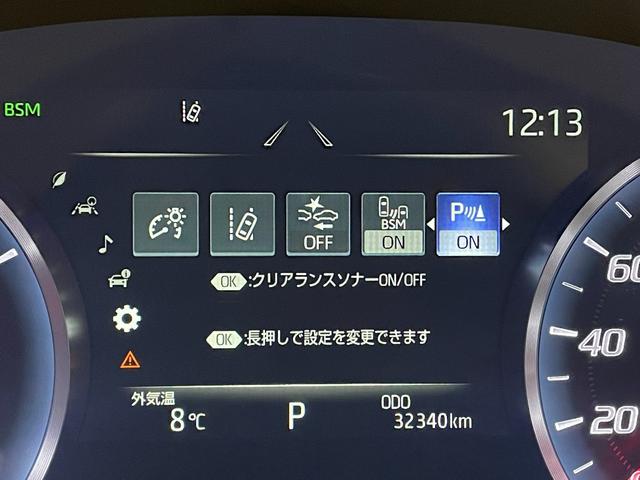 BSM
12:13
OFF
BSM
ON
P
ON
OK:クリアランスソナーON/OFF
OK:長押しで設定を変更できます
外気温
8℃
P
ODO
32340km
60
40
20